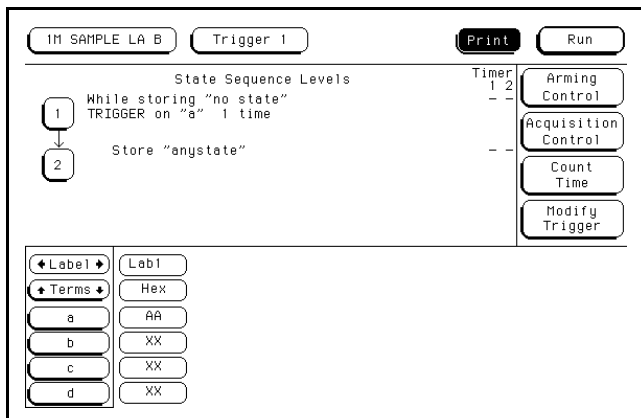 1M SAMPLE LA B Trigger 1 Print Run
State Sequence Levels Timer
1 2
1 While storing "no state" - -
TRIGGER on "a" 1 time
2 Store "anystate" - -
Arming
Control
Acquisition
Control
Count
Time
Modify
Trigger
Label Lab1
Terms Hex
a AA
b XX
c XX
d XX